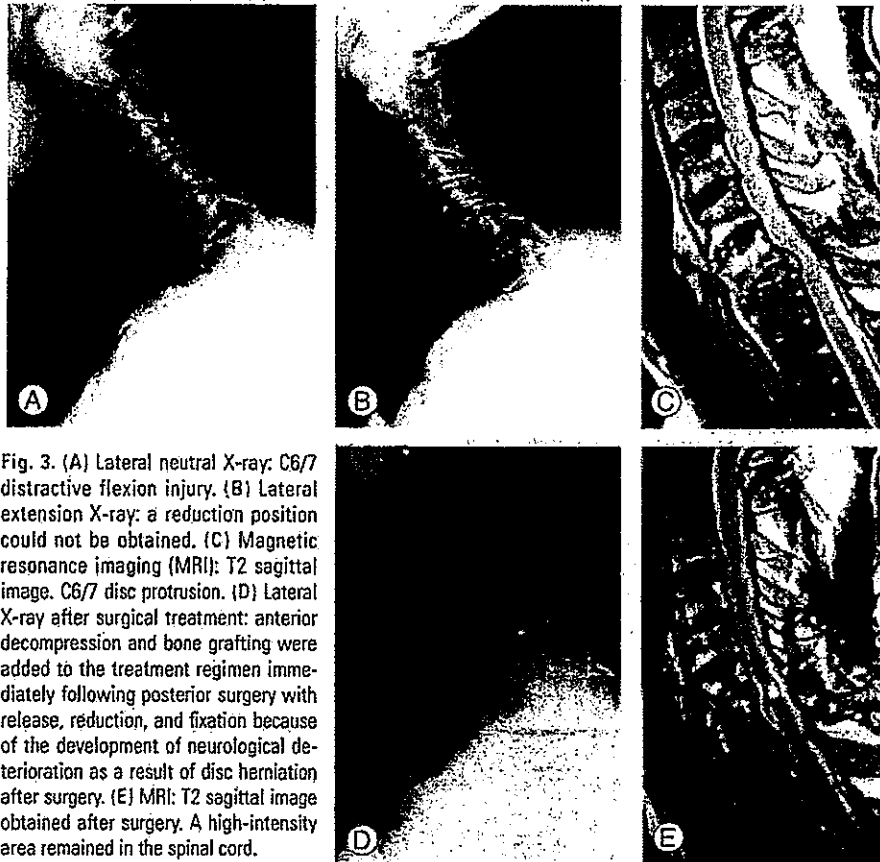 A
B
C
Fig. 3. (A) Lateral neutral X-ray: C6/7
distractive flexion injury. (B) Lateral
extension X-ray: a reduction position
could not be obtained. (C) Magnetic
resonance imaging (MRI): T2 sagittal
image. C6/7 disc protrusion. (D) Lateral
X-ray after surgical treatment: anterior
decompression and bone grafting were
added to the treatment regimen imme-
diately following posterior surgery with
release, reduction, and fixation because
of the development of neurological de-
terioration as a result of disc herniation
after surgery. (E) MRI: T2 sagittal image
obtained after surgery. A high-intensity
area remained in the spinal cord.
D
E